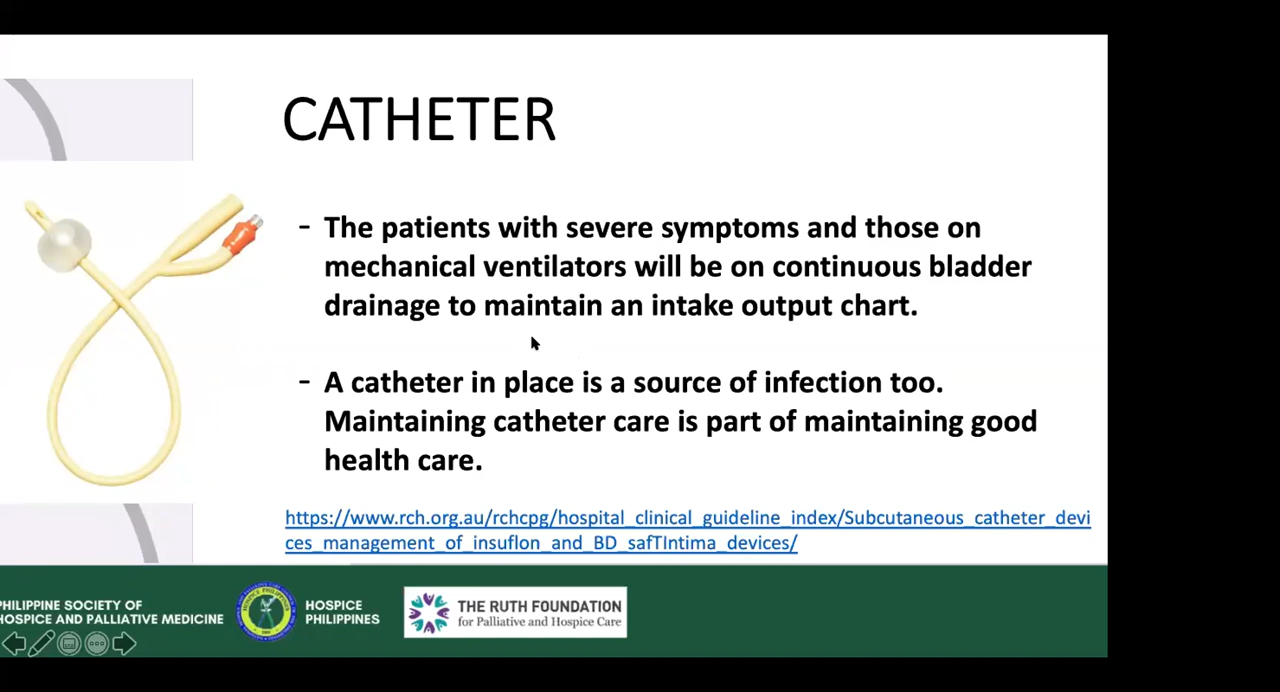 CATHETER
- The patients with severe symptoms and those on
mechanical ventilators will be on continuous bladder
drainage to maintain an intake output chart.
- A catheter in place is a source of infection too.
Maintaining catheter care is part of maintaining good
health care.
https://www.rch.org.au/rchcpg/hospital_clinical_guideline_index/Subcutaneous_catheter_devi
ces_management_of_insuflon_and_BD_safTIntima_devices/
PHILIPPINE SOCIETY OF
HOSPICE AND PALLIATIVE MEDICINE
HOSPICE
PHILIPPINES
THE RUTH FOUNDATION
for Palliative and Hospice Care